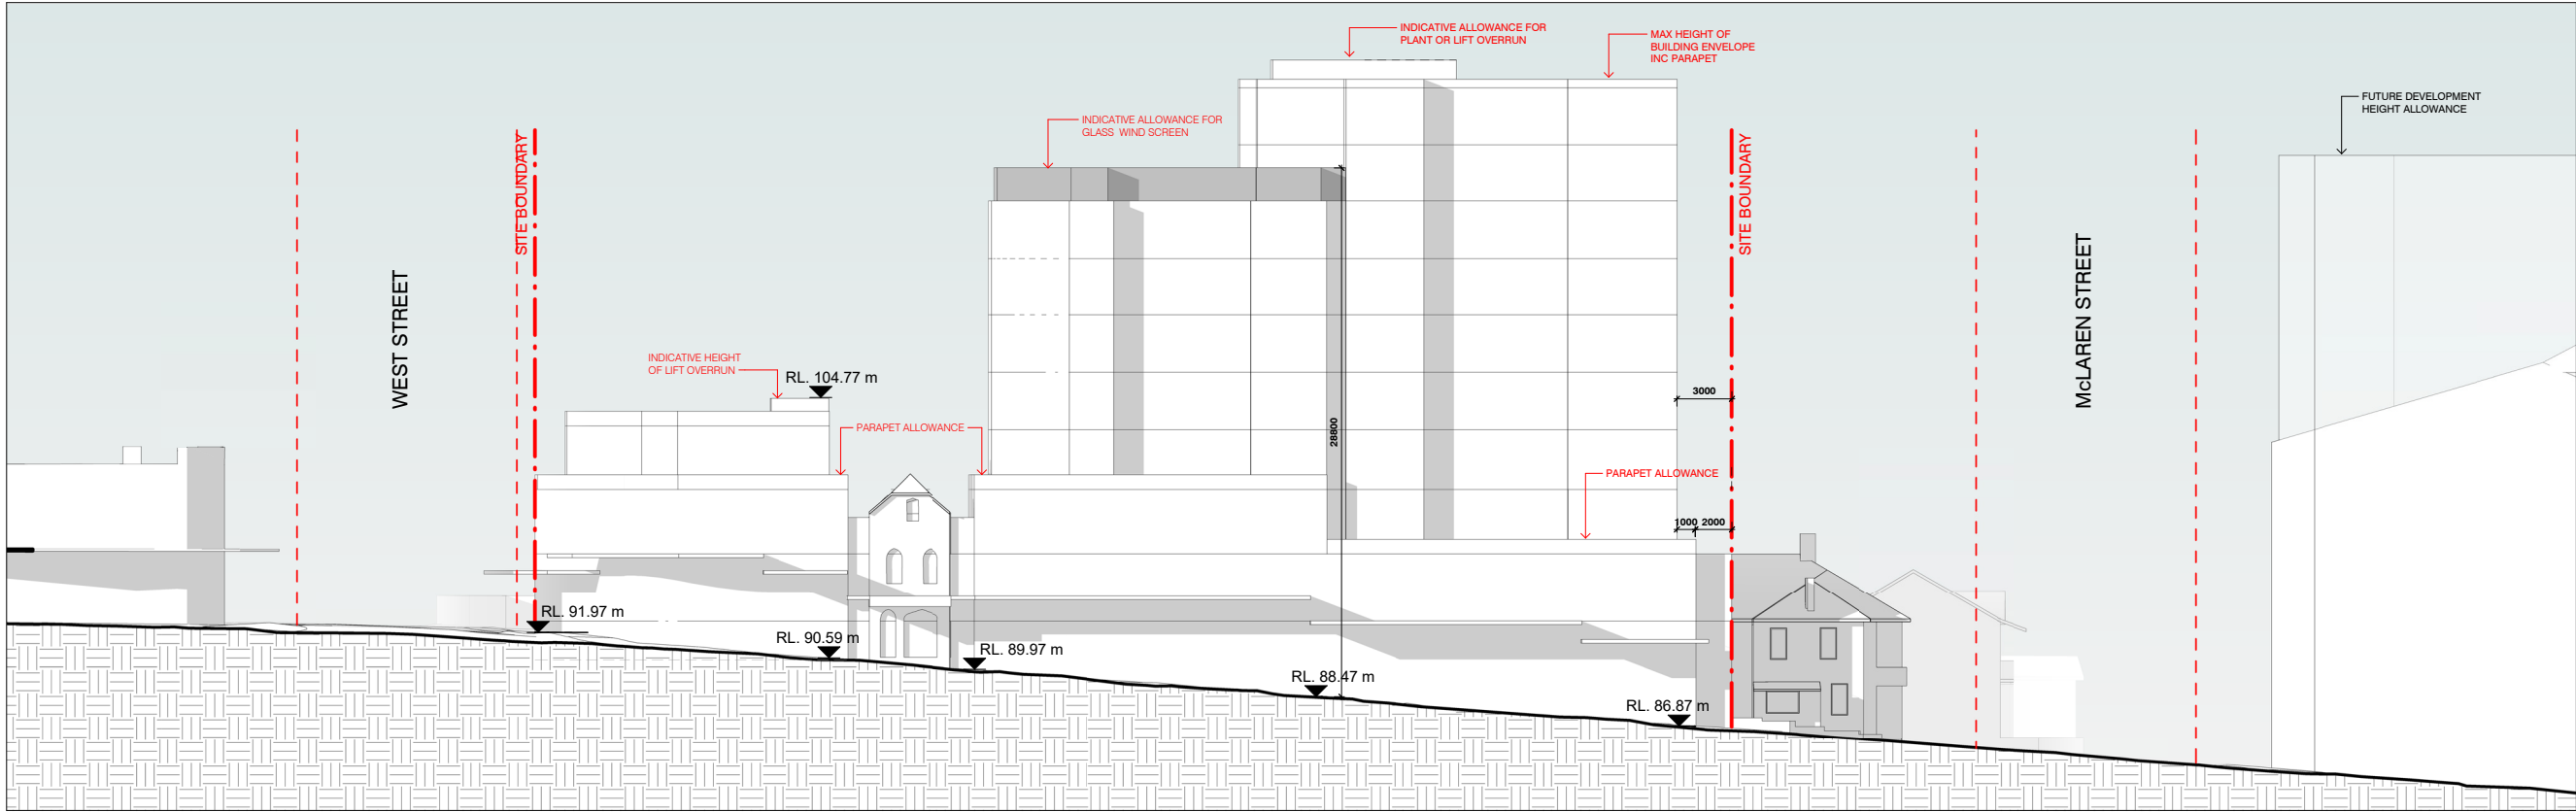 INDICATIVE ALLOWANCE FOR
PLANT OR LIFT OVERRUN
MAX HEIGHT OF
BUILDING ENVELOPE
INC PARAPET
FUTURE DEVELOPMENT
HEIGHT ALLOWANCE
INDICATIVE ALLOWANCE FOR
GLASS WIND SCREEN
SITE BOUNDARY
SITE BOUNDARY
WEST STREET
McLAREN STREET
INDICATIVE HEIGHT
OF LIFT OVERRUN
RL. 104.77 m
3000
PARAPET ALLOWANCE
28800
PARAPET ALLOWANCE
1000 2000
RL. 91.97 m
RL. 90.59 m
RL. 89.97 m
RL. 88.47 m
RL. 86.87 m